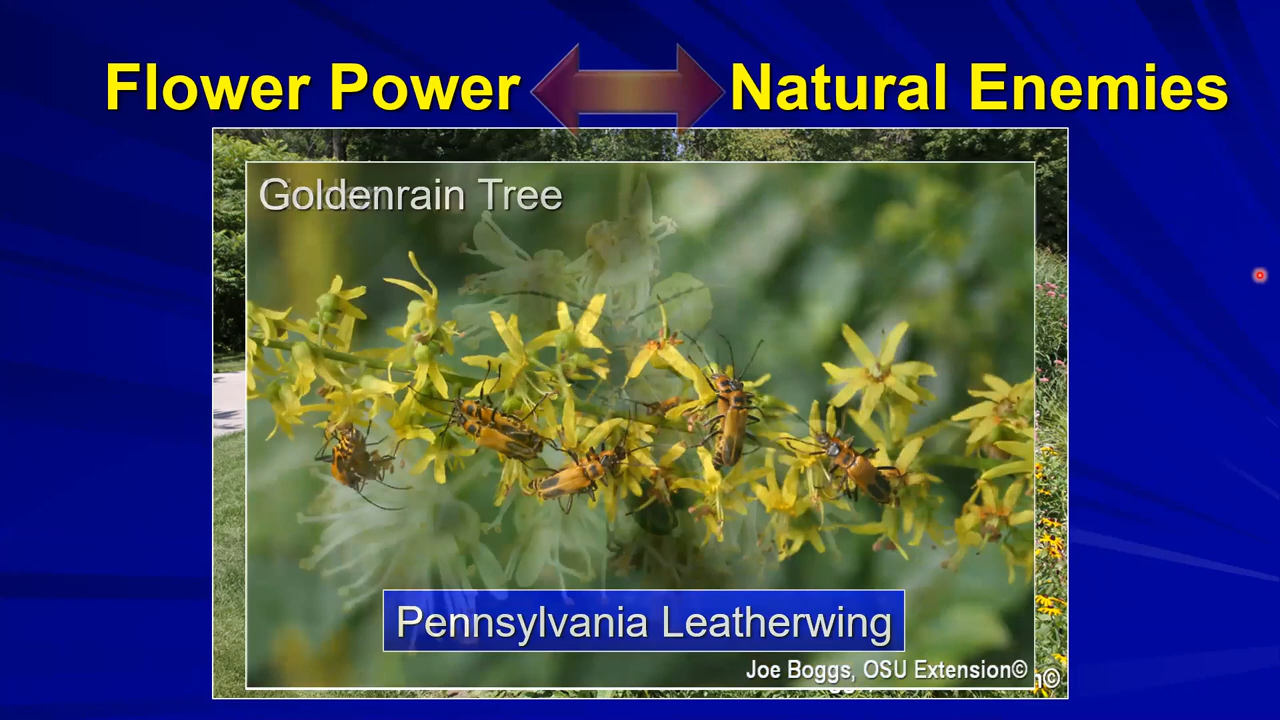 Flower Power Natural Enemies
Goldenrain Tree
Pennsylvania Leatherwing
Joe Boggs, OSU Extension©